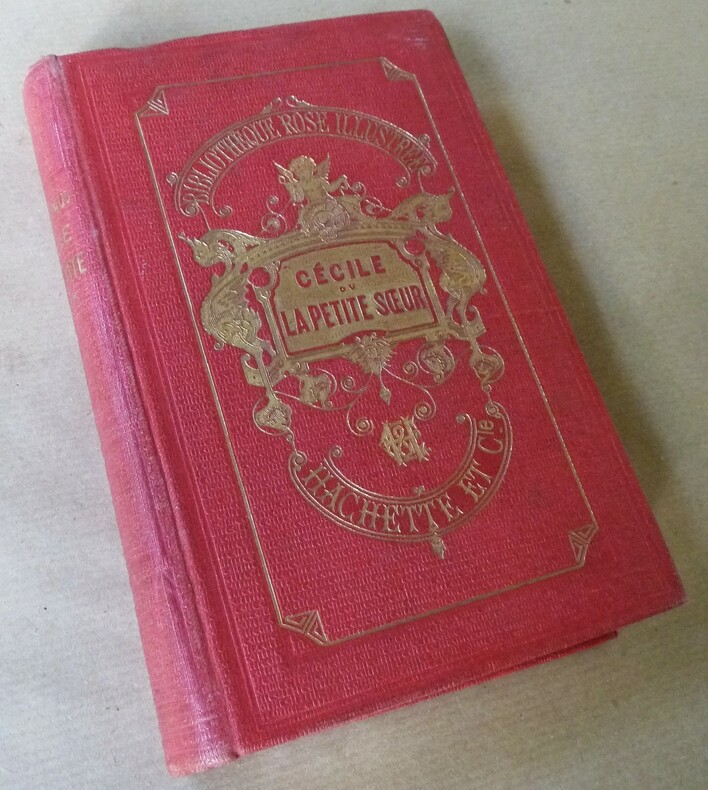 BIBLIOTHÈQUE ROSE ILLUSTRÉE
CÉCILE
OU
LA PETITE SŒUR
HACHETTE ET Cie